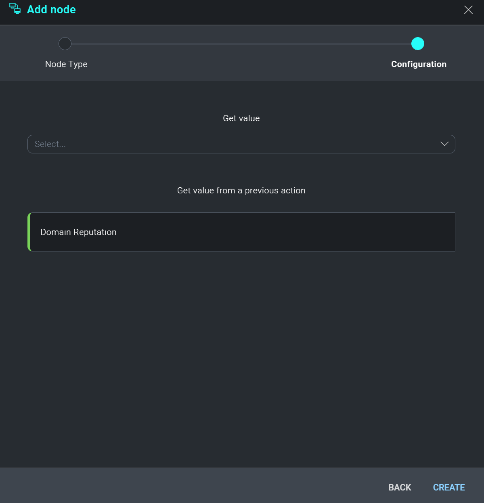 Add node
Node Type
Configuration
Get value
Select...
Get value from a previous action
Domain Reputation
BACK
CREATE